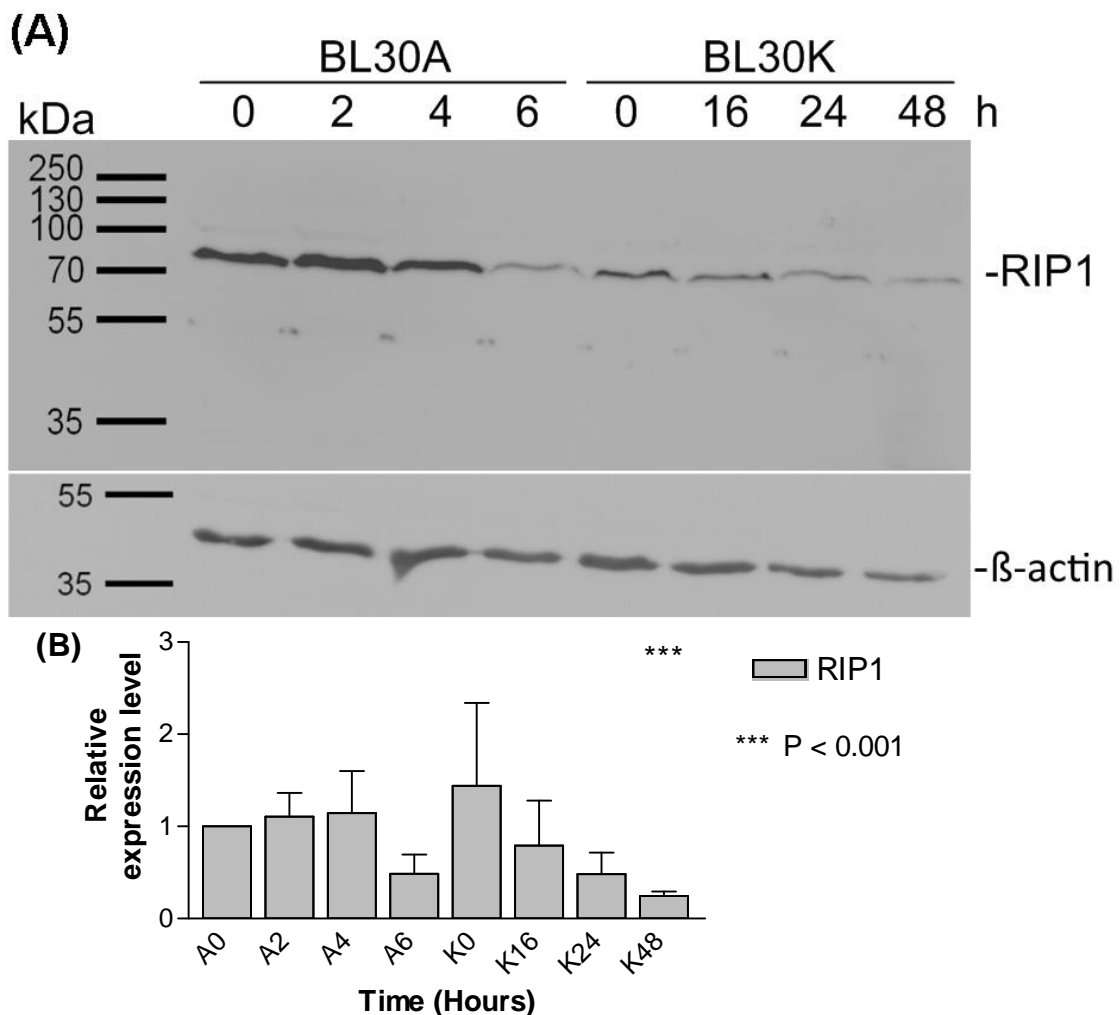 (A)
BL30A BL30K
kDa 0 2 4 6 0 16 24 48 h
250
130
100
70 -RIP1
55
35
55
-ß-actin
35
(B)
3
2
1
0
Relative
expression level
***
RIP1
*** P < 0.001
A0 A2 A4 A6 K0 K16 K24 K48
Time (Hours)